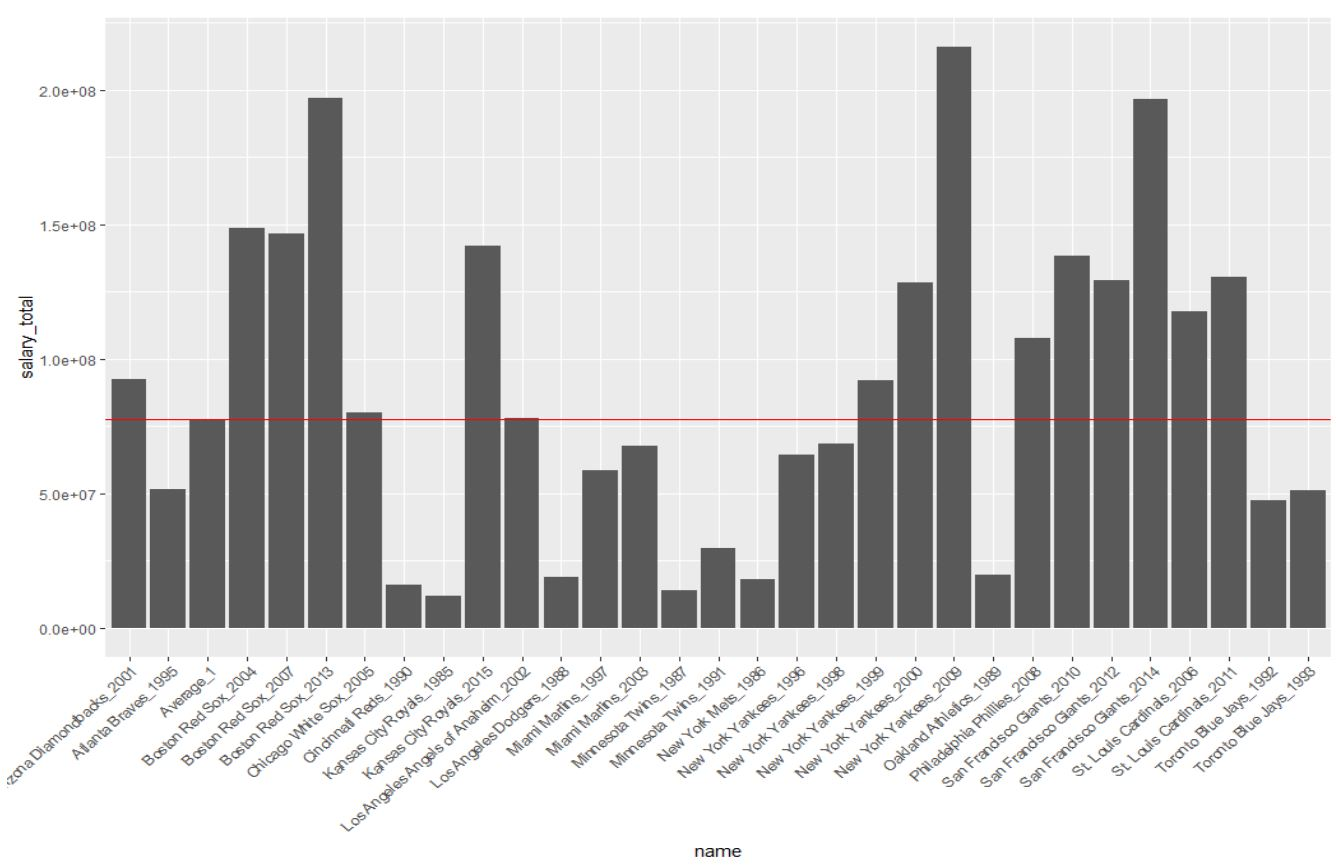 salary_total
2.0e+08
1.5e+08
1.0e+08
5.0e+07
0.0e+00
zona Diamondbacks_2001
Atlanta Braves_1995
Average_1
Boston Red Sox_2004
Boston Red Sox_2007
Boston Red Sox_2013
Chicago White Sox_2005
Cincinnati Reds_1990
Kansas City Royals_1985
Kansas City Royals_2015
Los Angeles Angels of Anaheim_2002
Los Angeles Dodgers_1988
Miami Marlins_1997
Miami Marlins_2003
Minnesota Twins_1987
Minnesota Twins_1991
New York Mets_1986
New York Yankees_1996
New York Yankees_1998
New York Yankees_1999
New York Yankees_2000
New York Yankees_2009
Oakland Athletics_1989
Philadelphia Phillies_2008
San Francisco Giants_2010
San Francisco Giants_2012
San Francisco Giants_2014
St. Louis Cardinals_2006
St. Louis Cardinals_2011
Toronto Blue Jays_1992
Toronto Blue Jays_1993
name